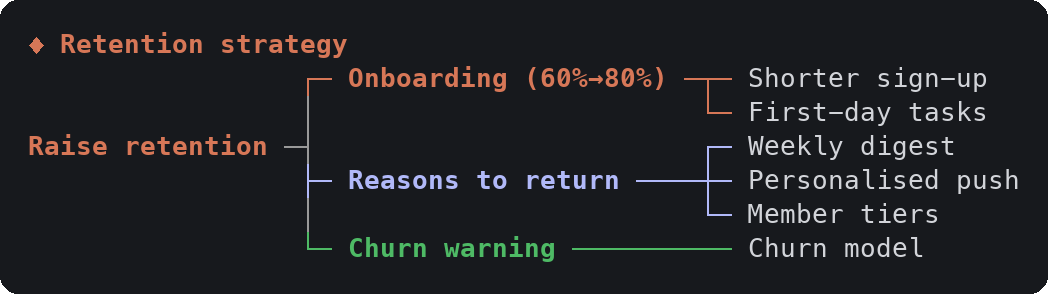 ♦ Retention strategy
Onboarding (60%→80%) Shorter sign-up
First-day tasks
Raise retention Weekly digest
Reasons to return Personalised push
Member tiers
Churn warning Churn model